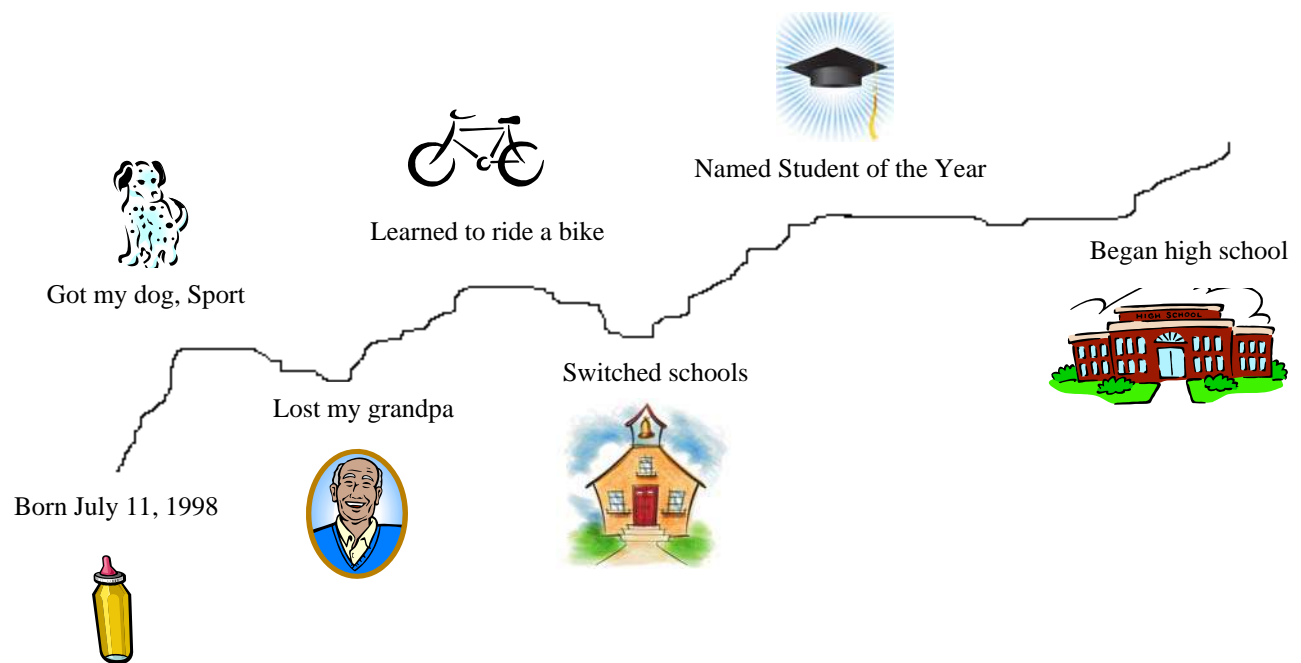 Named Student of the Year
Learned to ride a bike
Began high school
Got my dog, Sport
HIGH SCHOOL
Switched schools
Lost my grandpa
Born July 11, 1998